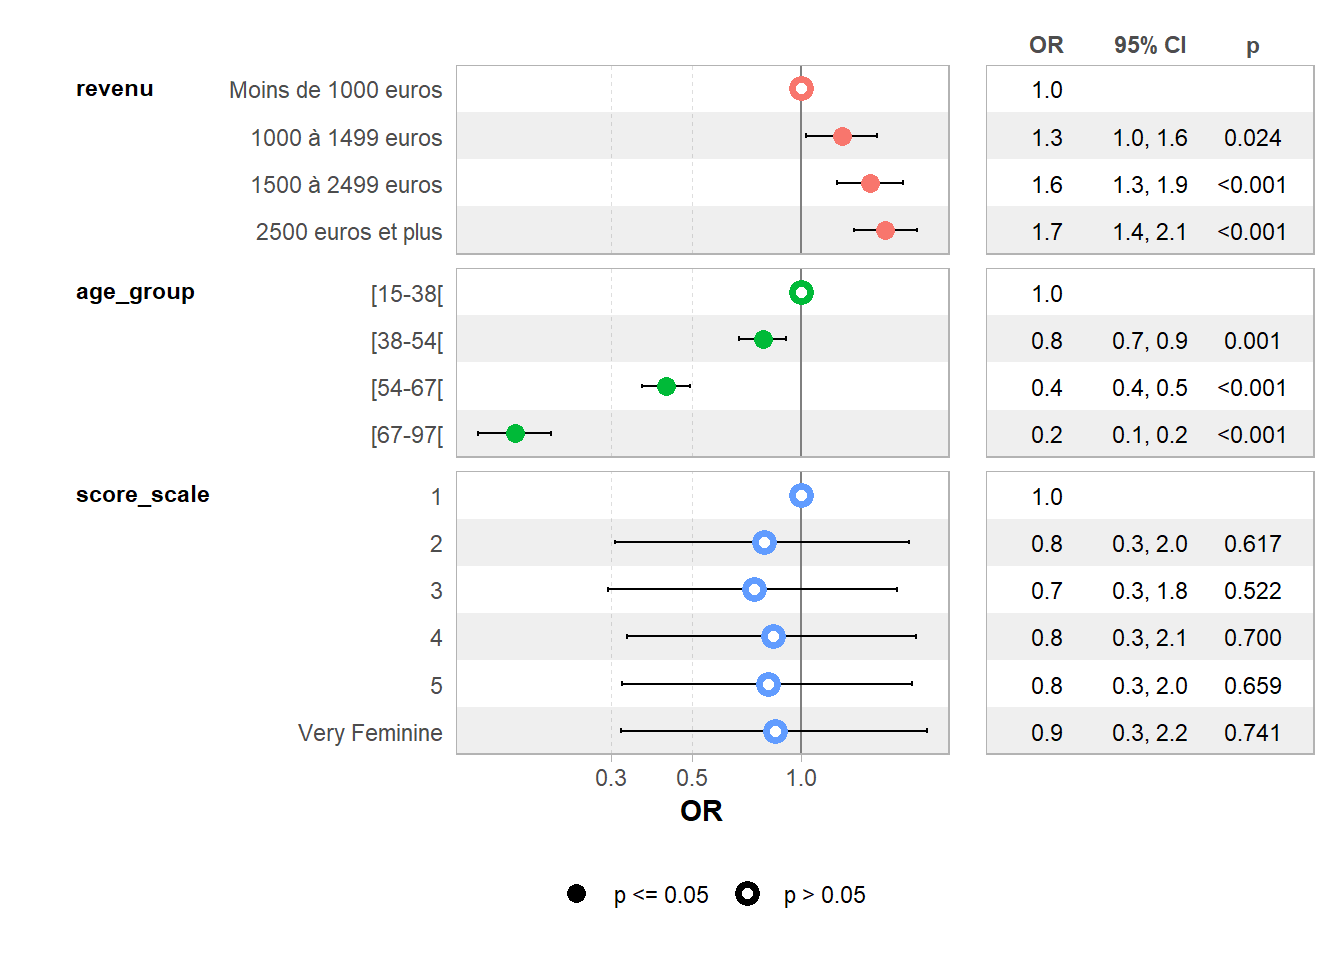 OR 95% CI p
revenu Moins de 1000 euros 1.0
1000 à 1499 euros 1.3 1.0, 1.6 0.024
1500 à 2499 euros 1.6 1.3, 1.9 <0.001
2500 euros et plus 1.7 1.4, 2.1 <0.001
age_group [15-38[ 1.0
[38-54[ 0.8 0.7, 0.9 0.001
[54-67[ 0.4 0.4, 0.5 <0.001
[67-97[ 0.2 0.1, 0.2 <0.001
score_scale 1 1.0
2 0.8 0.3, 2.0 0.617
3 0.7 0.3, 1.8 0.522
4 0.8 0.3, 2.1 0.700
5 0.8 0.3, 2.0 0.659
Very Feminine 0.9 0.3, 2.2 0.741
0.3 0.5 1.0
OR
p <= 0.05 p > 0.05